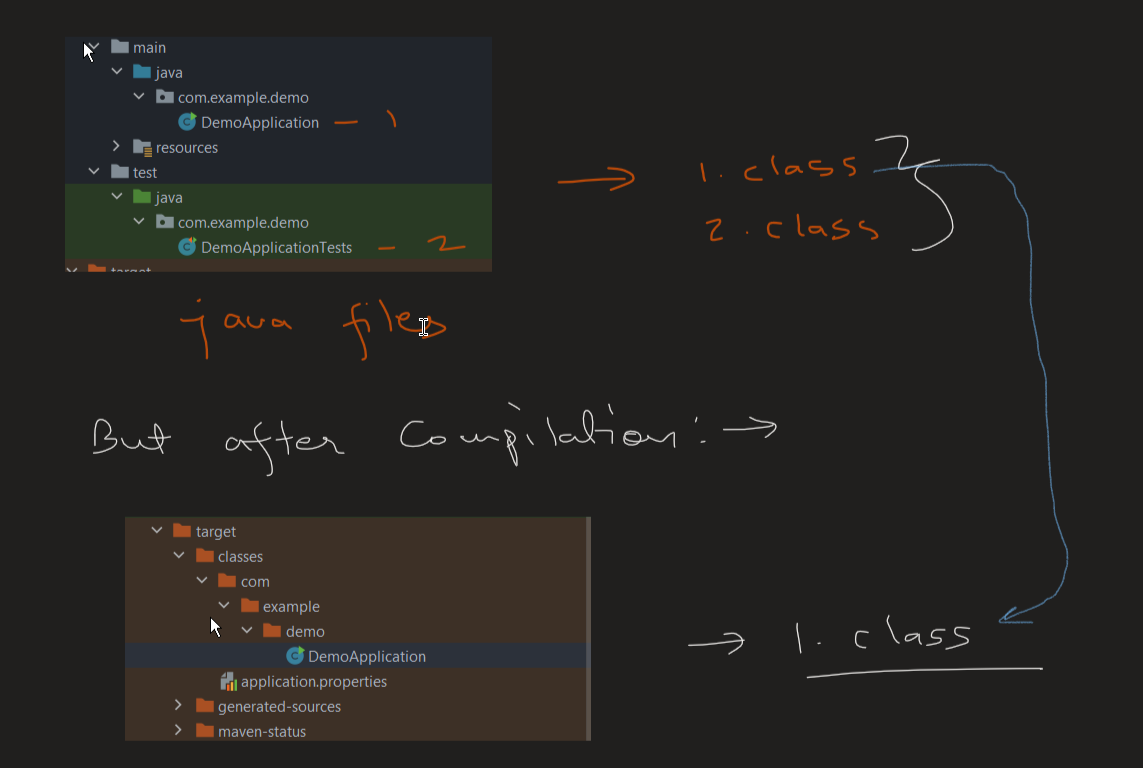 main
java
com.example.demo
DemoApplication — 1
resources
test
java
com.example.demo
DemoApplicationTests — 2
target
→ 1. class
2. class
java files
But after Compilation: →
target
classes
com
example
demo
DemoApplication
application.properties
generated-sources
maven-status
→ 1. class